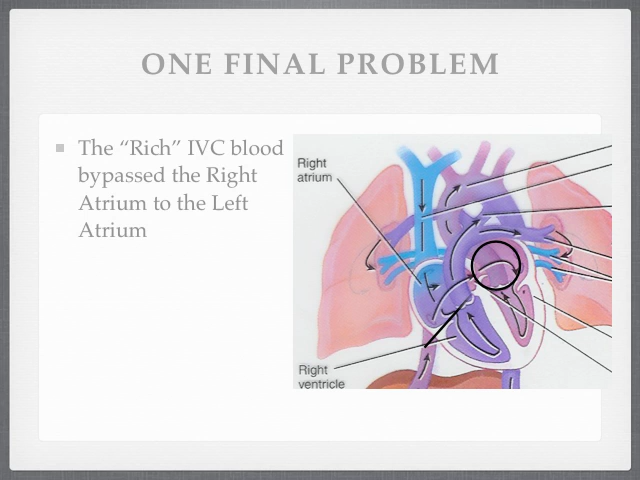 ONE FINAL PROBLEM
The “Rich” IVC blood
bypassed the Right
Atrium to the Left
Atrium
Right
atrium
Right
ventricle